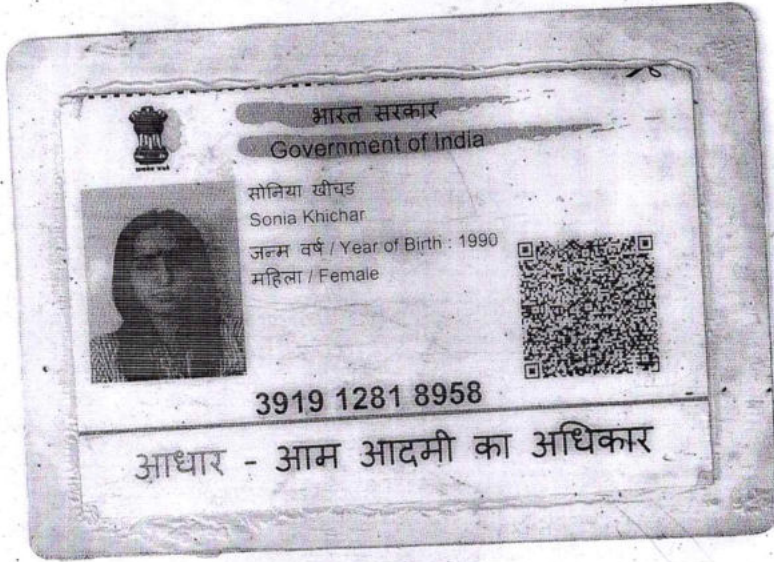 भारत सरकार
Government of India
सोनिया खीचड
Sonia Khichar
जन्म वर्ष / Year of Birth : 1990
महिला / Female
3919 1281 8958
आधार - आम आदमी का अधिकार